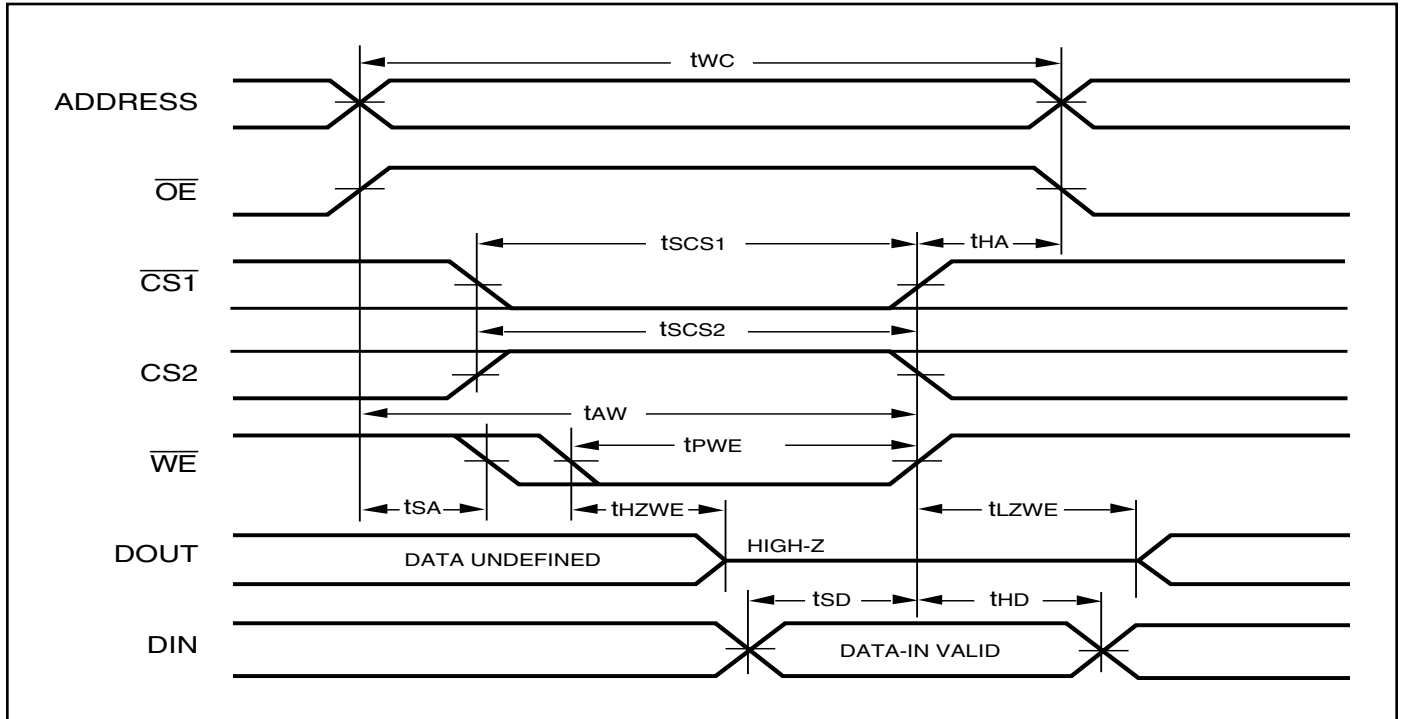 tWC
ADDRESS
OE
tSCS1
tHA
CS1
tSCS2
CS2
tAW
tPWE
WE
tSA
tHZWE
tLZWE
DOUT
DATA UNDEFINED
HIGH-Z
tSD
tHD
DIN
DATA-IN VALID